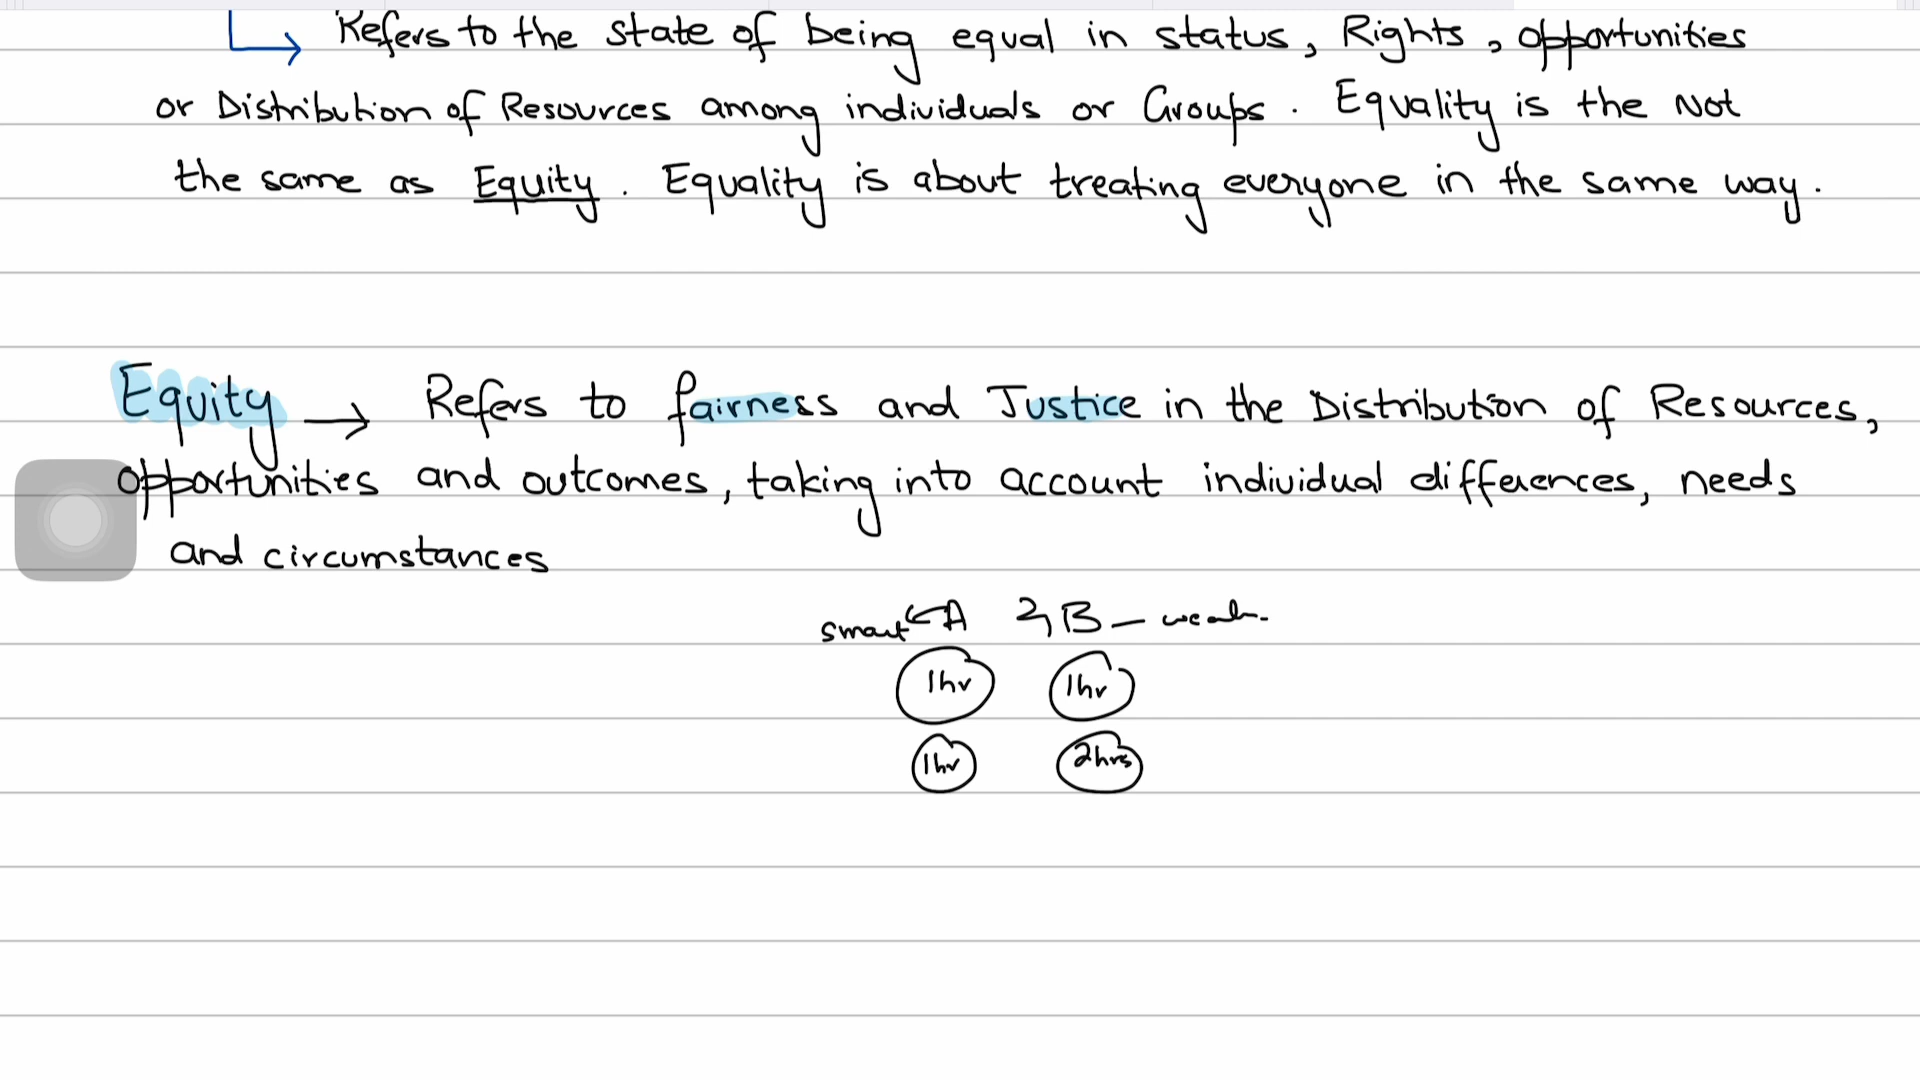 Refers to the state of being equal in status, Rights, opportunities
or Distribution of Resources among individuals or Groups. Equality is the Not
the same as Equity. Equality is about treating everyone in the same way.
Equity → Refers to fairness and Justice in the Distribution of Resources,
opportunities and outcomes, taking into account individual differences, needs
and circumstances
smart ← A B – weak.
1hr 1hr
1hr 2hrs